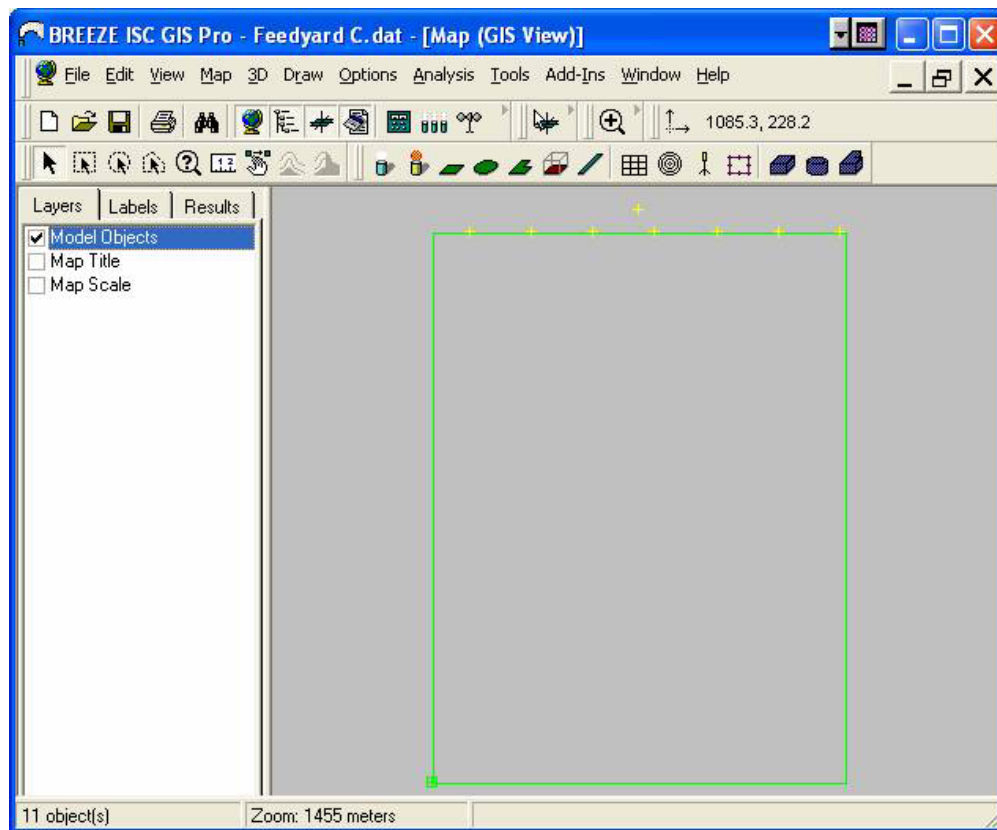 BREEZE ISC GIS Pro - Feedyard C.dat - [Map (GIS View)]
File Edit View Map 3D Draw Options Analysis Tools Add-Ins Window Help
1085.3, 228.2
Layers Labels Results
Model Objects
Map Title
Map Scale
11 object(s) Zoom: 1455 meters